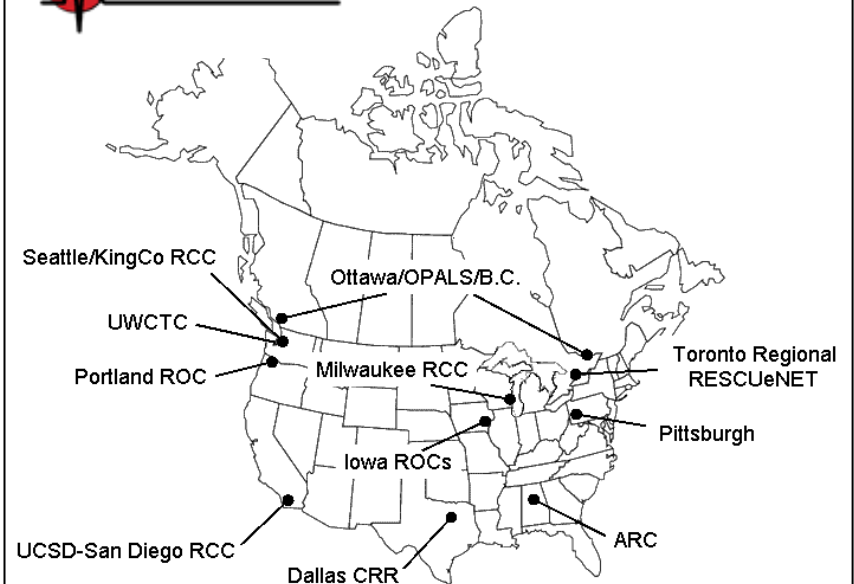 Seattle/KingCo RCC
Ottawa/OPALS/B.C.
UWCTC
Toronto Regional
RESCUeNET
Milwaukee RCC
Portland ROC
Pittsburgh
Iowa ROCs
ARC
UCSD-San Diego RCC
Dallas CRR